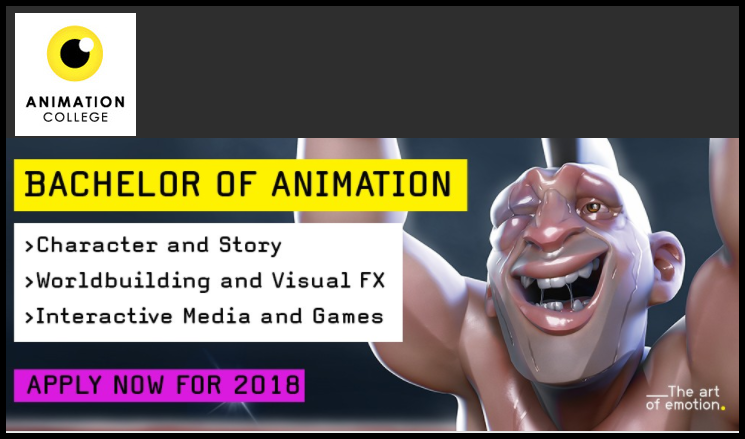 ANIMATION
COLLEGE
BACHELOR OF ANIMATION
>Character and Story
>Worldbuilding and Visual FX
>Interactive Media and Games
APPLY NOW FOR 2018
__The art
of emotion.